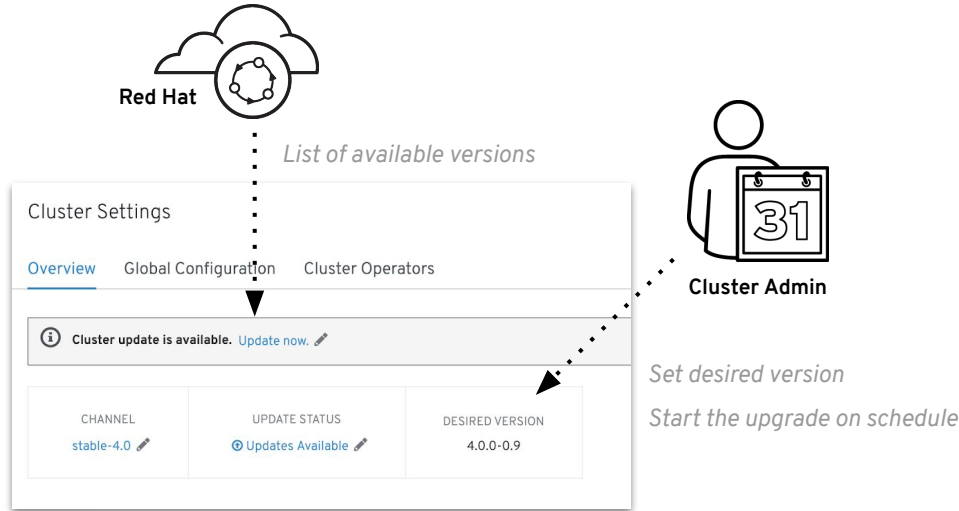 Red Hat
List of available versions
Cluster Settings
Overview Global Configuration Cluster Operators
Cluster update is available. Update now.
CHANNEL UPDATE STATUS DESIRED VERSION
stable-4.0 Updates Available 4.0.0-0.9
31
Cluster Admin
Set desired version
Start the upgrade on schedule